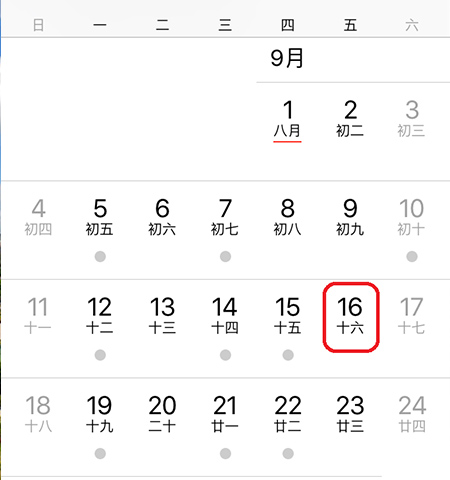 日 一 二 三 四 五 六
9月
1 2 3
八月 初二 初三
4 5 6 7 8 9 10
初四 初五 初六 初七 初八 初九 初十
11 12 13 14 15 16 17
十一 十二 十三 十四 十五 十六 十七
18 19 20 21 22 23 24
十八 十九 二十 廿一 廿二 廿三 廿四